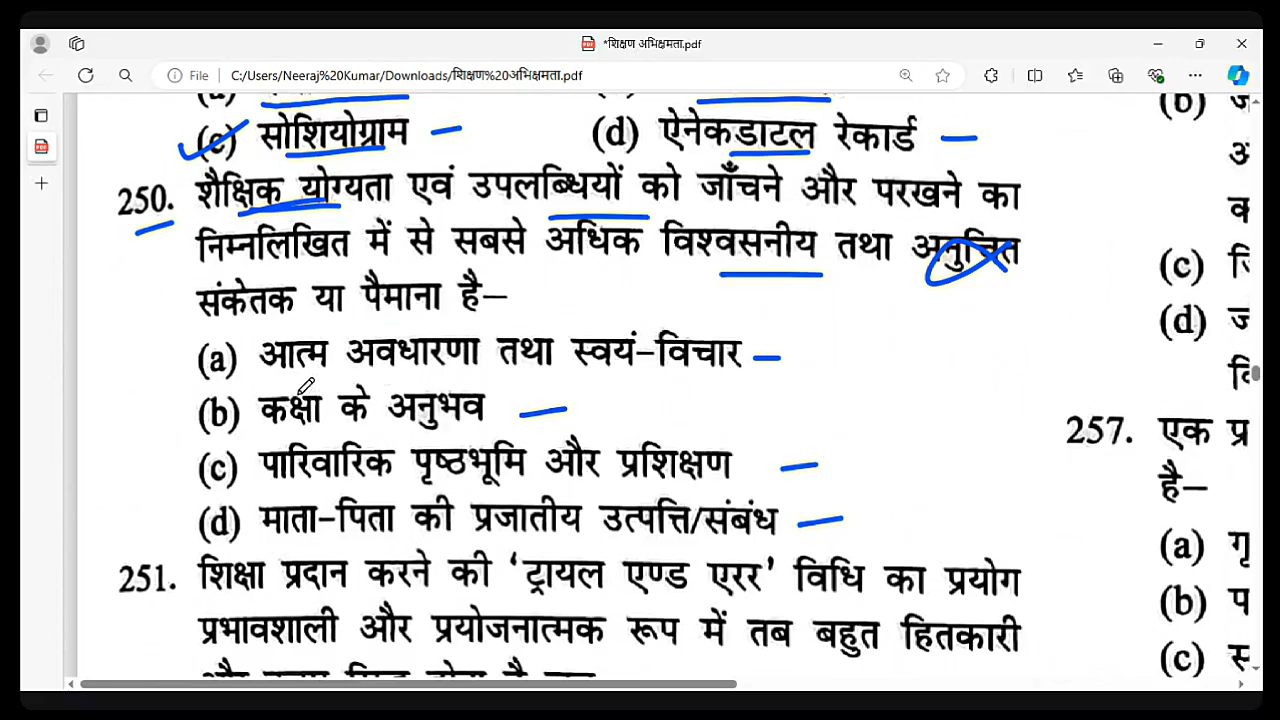 *शिक्षण अभिक्षमता.pdf
File
C:/Users/Neeraj%20Kumar/Downloads/शिक्षण%20अभिक्षमता.pdf
(c) सोशियोग्राम (d) ऐनेकडाटल रेकार्ड
250. शैक्षिक योग्यता एवं उपलब्धियों को जाँचने और परखने का
निम्नलिखित में से सबसे अधिक विश्वसनीय तथा अनुचित
संकेतक या पैमाना है–
(a) आत्म अवधारणा तथा स्वयं-विचार
(b) कक्षा के अनुभव
(c) पारिवारिक पृष्ठभूमि और प्रशिक्षण
(d) माता-पिता की प्रजातीय उत्पत्ति/संबंध
251. शिक्षा प्रदान करने की ‘ट्रायल एण्ड एरर’ विधि का प्रयोग
प्रभावशाली और प्रयोजनात्मक रूप में तब बहुत हितकारी
(b)
(c)
(d)
257. एक
है–
(a)
(b)
(c)